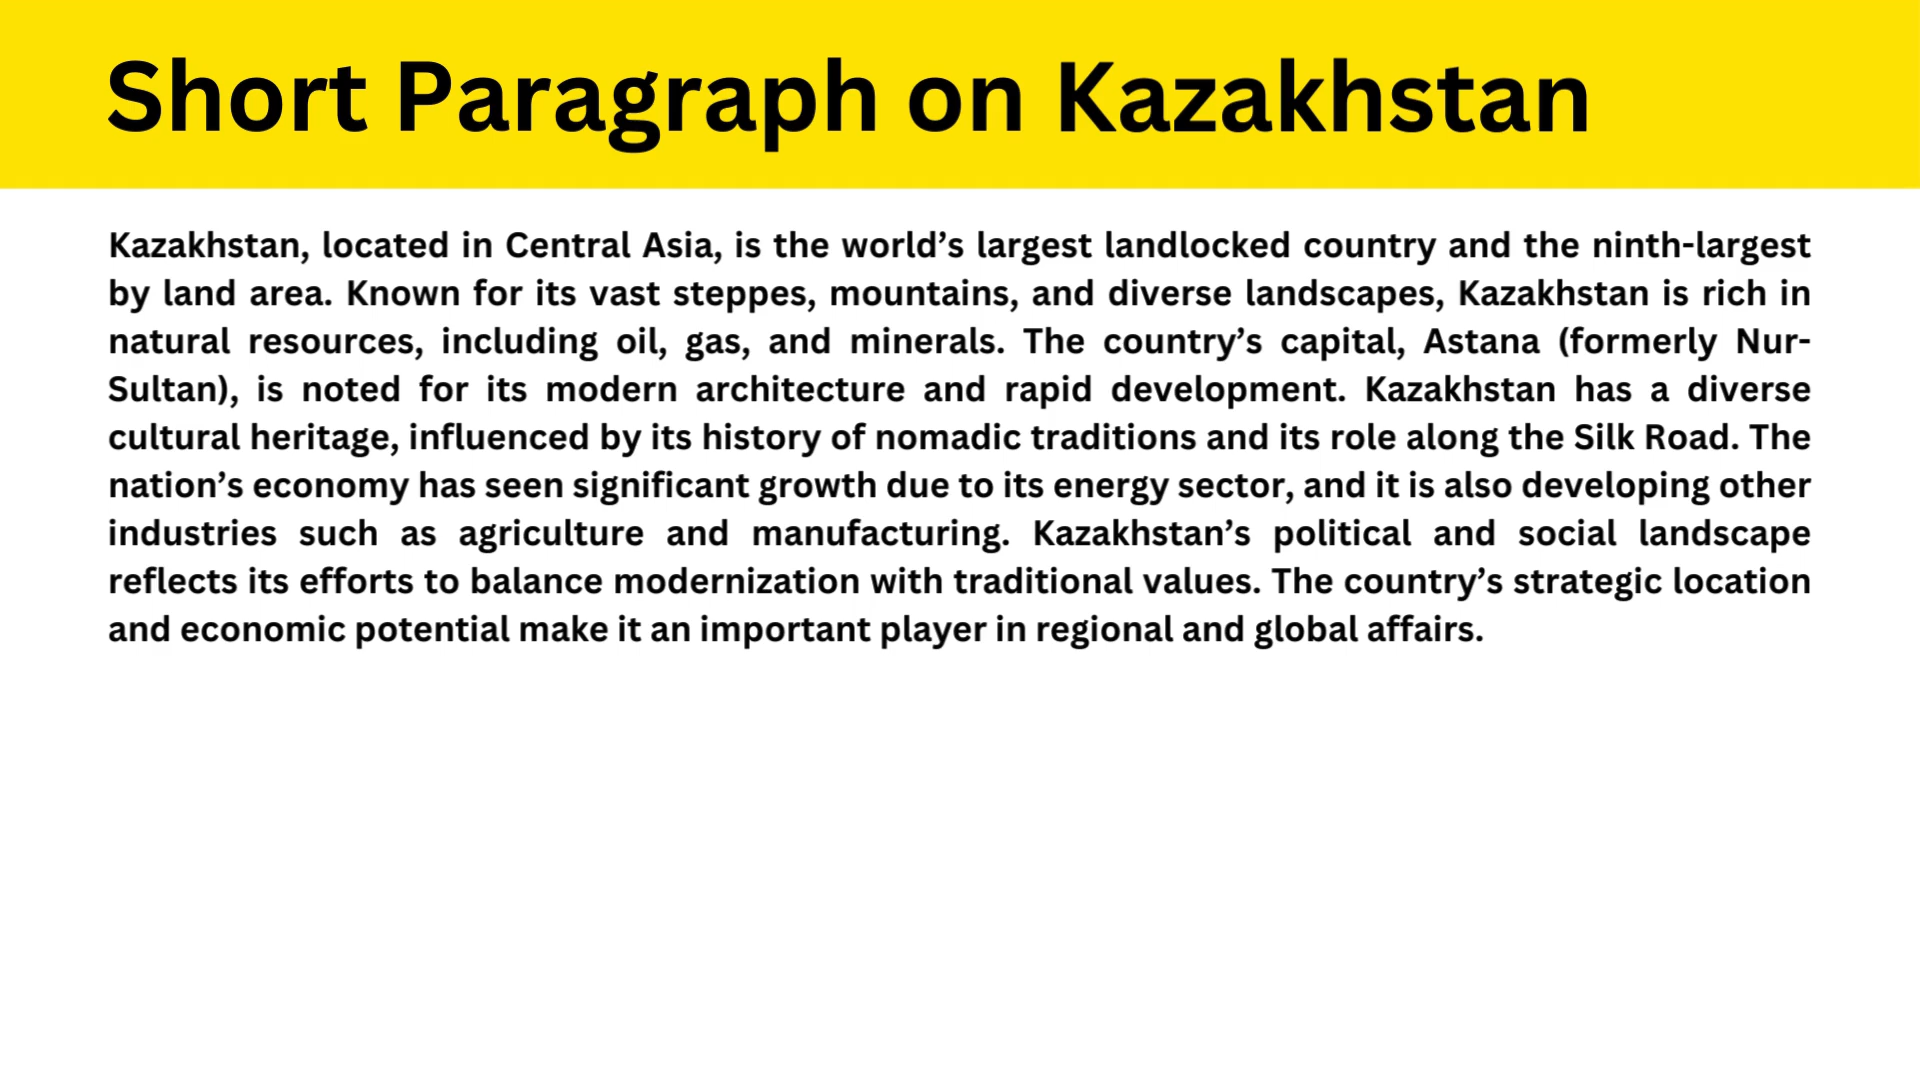 Short Paragraph on Kazakhstan
Kazakhstan, located in Central Asia, is the world’s largest landlocked country and the ninth-largest
by land area. Known for its vast steppes, mountains, and diverse landscapes, Kazakhstan is rich in
natural resources, including oil, gas, and minerals. The country’s capital, Astana (formerly Nur-
Sultan), is noted for its modern architecture and rapid development. Kazakhstan has a diverse
cultural heritage, influenced by its history of nomadic traditions and its role along the Silk Road. The
nation’s economy has seen significant growth due to its energy sector, and it is also developing other
industries such as agriculture and manufacturing. Kazakhstan’s political and social landscape
reflects its efforts to balance modernization with traditional values. The country’s strategic location
and economic potential make it an important player in regional and global affairs.